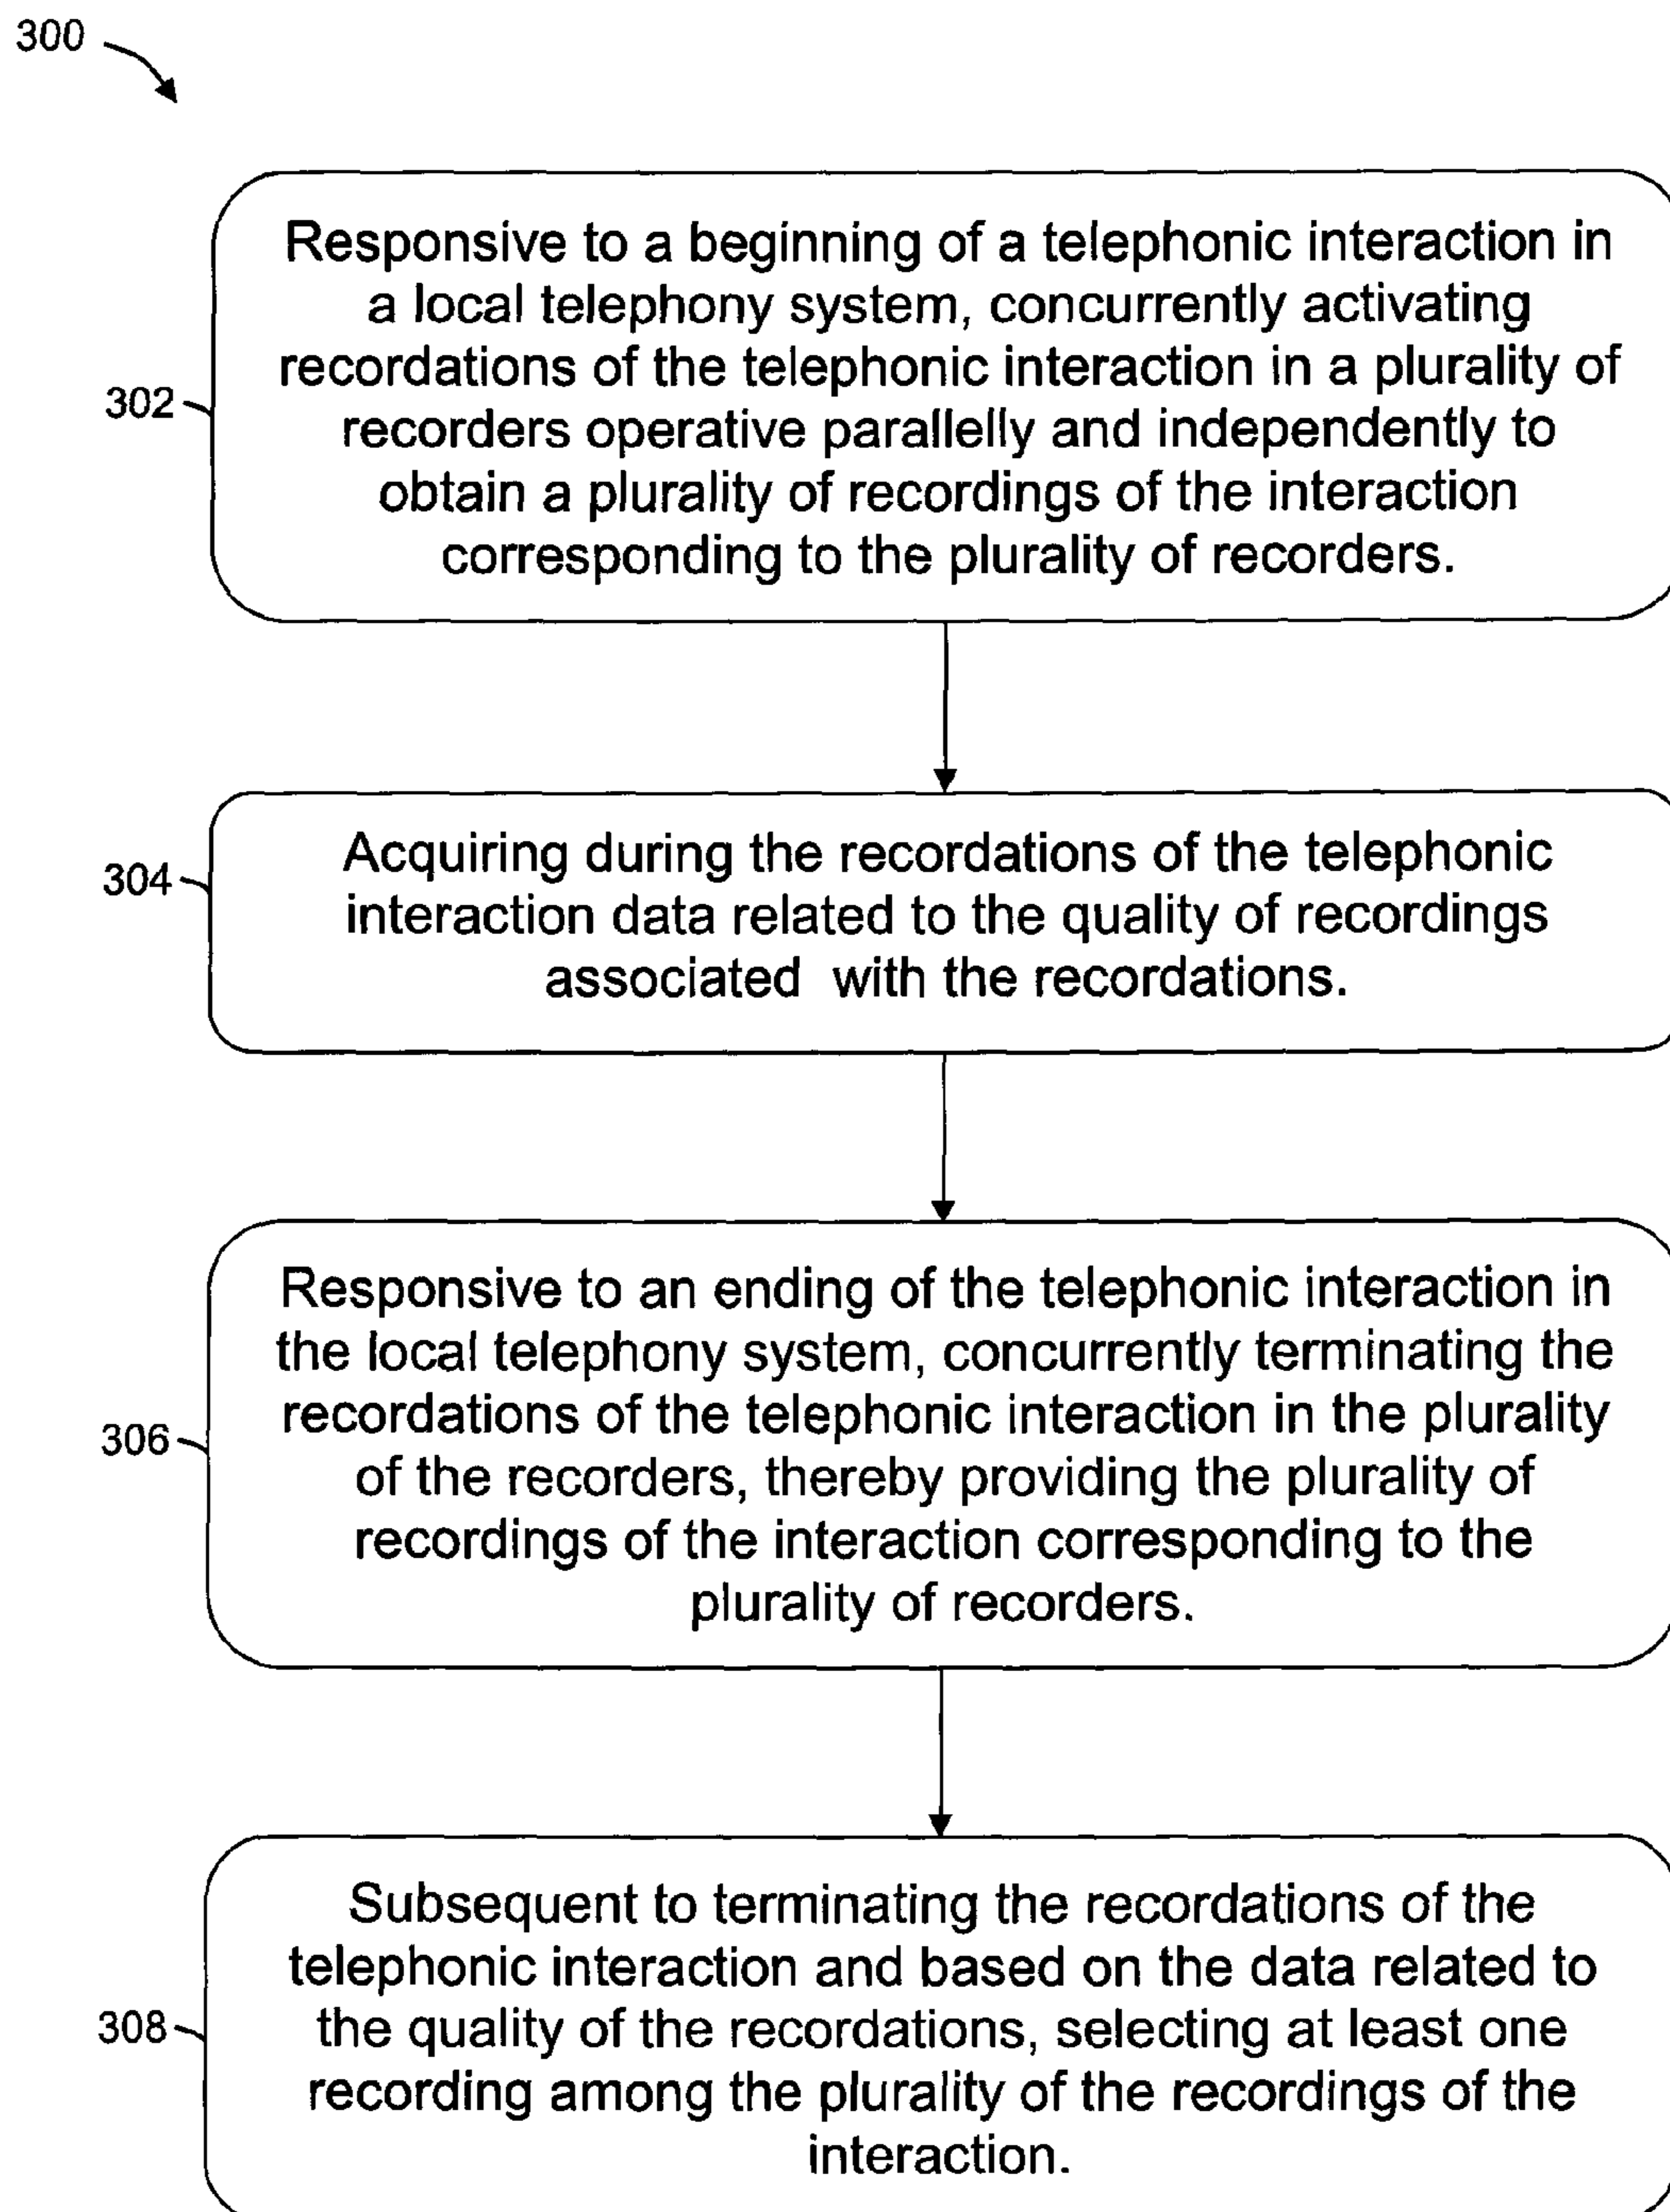 300
Responsive to a beginning of a telephonic interaction in
a local telephony system, concurrently activating
recordations of the telephonic interaction in a plurality of
302
recorders operative parallelly and independently to
obtain a plurality of recordings of the interaction
corresponding to the plurality of recorders.
Acquiring during the recordations of the telephonic
304
interaction data related to the quality of recordings
associated with the recordations.
Responsive to an ending of the telephonic interaction in
the local telephony system, concurrently terminating the
recordations of the telephonic interaction in the plurality
306
of the recorders, thereby providing the plurality of
recordings of the interaction corresponding to the
plurality of recorders.
Subsequent to terminating the recordations of the
telephonic interaction and based on the data related to
308
the quality of the recordations, selecting at least one
recording among the plurality of the recordings of the
interaction.